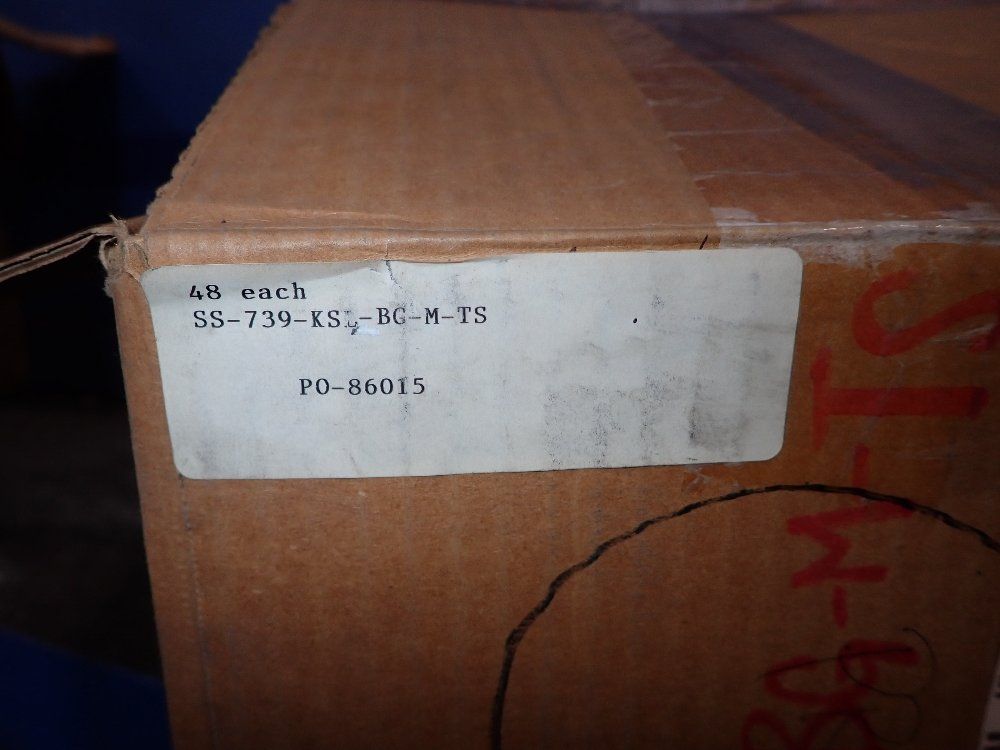 48 each
SS-739-KSL-BG-M-TS
PO-86015